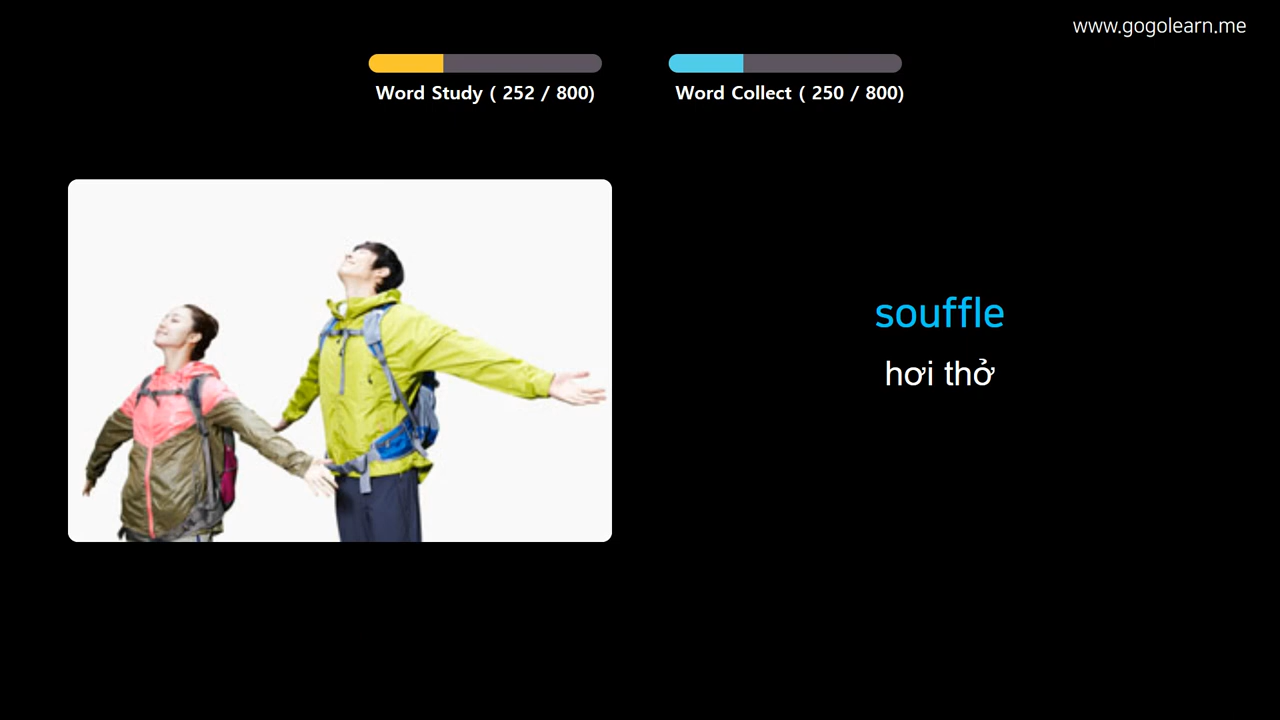 www.gogolearn.me
Word Study ( 252 / 800)
Word Collect ( 250 / 800)
souffle
hơi thở